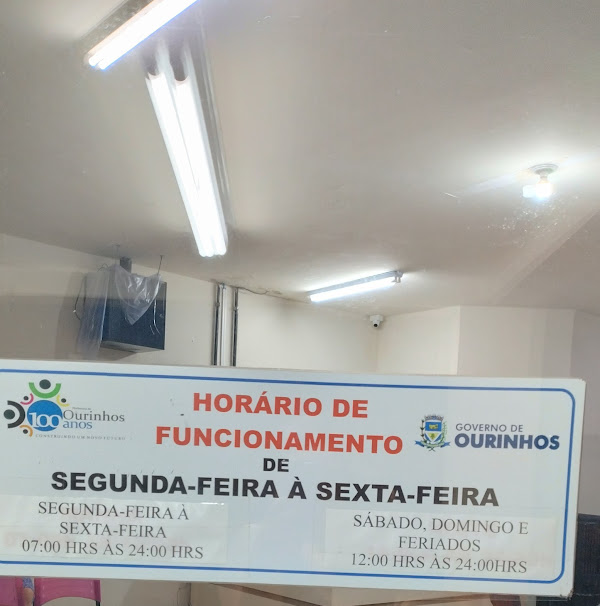 100
Ourinhos
anos
HORÁRIO DE
FUNCIONAMENTO
DE
SEGUNDA-FEIRA À SEXTA-FEIRA
GOVERNO DE
OURINHOS
SEGUNDA-FEIRA À
SEXTA-FEIRA
07:00 HRS ÀS 24:00 HRS
SÁBADO, DOMINGO E
FERIADOS
12:00 HRS ÀS 24:00HRS